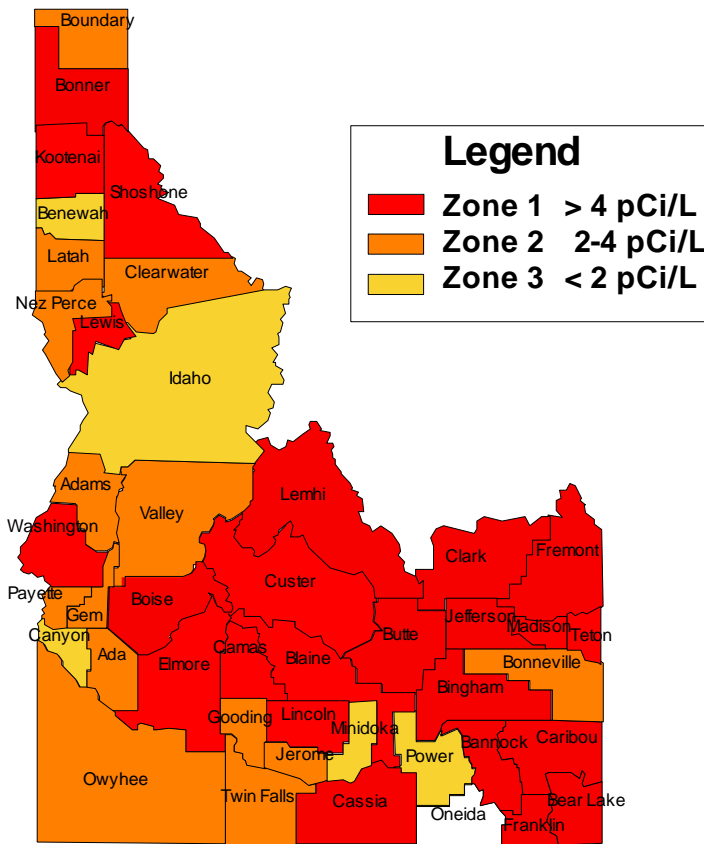 Boundary
Bonner
Legend
Kootenai
Zone 1 > 4 pCi/L
Shoshone
Benewah
Zone 2 2-4 pCi/L
Latah
Clearwater
Zone 3 < 2 pCi/L
Nez Perce
Lewis
Idaho
Adams
Lemhi
Valley
Washington
Clark
Fremont
Custer
Payette
Boise
Gem
Jefferson
Madison
Canyon
Butte
Teton
Ada
Camas
Blaine
Elmore
Bonneville
Bingham
Gooding
Lincoln
Minidoka
Bannock
Caribou
Jerome
Power
Owyhee
Twin Falls
Cassia
Bear Lake
Oneida
Franklin